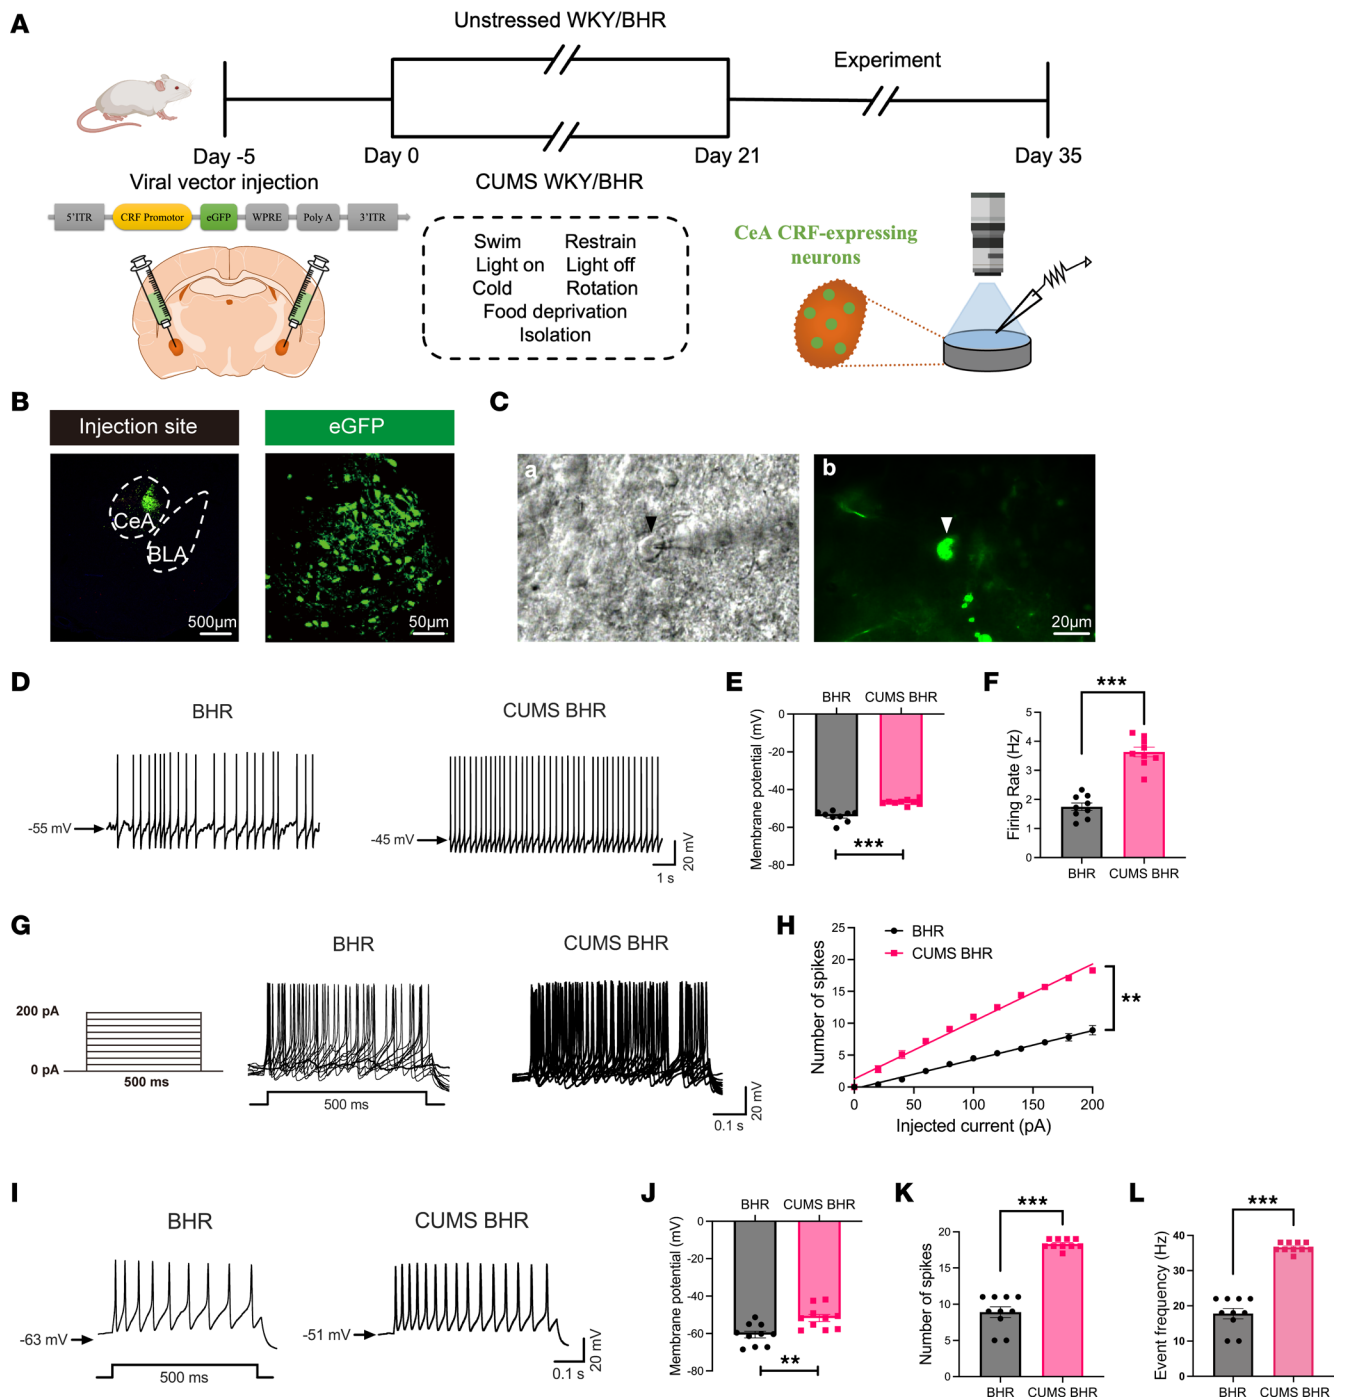 A
Unstressed WKY/BHR
Experiment
Day -5
Day 0
Day 21
Day 35
Viral vector injection
CUMS WKY/BHR
5'ITR
CRF Promotor
eGFP
WPRE
Poly A
3'ITR
Swim Restrain
Light on Light off
Cold Rotation
Food deprivation
Isolation
CeA CRF-expressing
neurons
B
Injection site
eGFP
CeA
BLA
500μm
50μm
C
a
b
20μm
D
BHR
CUMS BHR
-55 mV
-45 mV
20 mV
1 s
E
BHR
CUMS BHR
Membrane potential (mV)
0
-20
-40
-60
-80
***
F
***
Firing Rate (Hz)
5
4
3
2
1
0
BHR
CUMS BHR
G
BHR
CUMS BHR
200 pA
0 pA
500 ms
500 ms
20 mV
0.1 s
H
BHR
CUMS BHR
Number of spikes
25
20
15
10
5
0
0
50
100
150
200
Injected current (pA)
**
I
BHR
CUMS BHR
-63 mV
-51 mV
500 ms
20 mV
0.1 s
J
BHR
CUMS BHR
Membrane potential (mV)
0
-20
-40
-60
-80
**
K
***
Number of spikes
20
15
10
5
0
BHR
CUMS BHR
L
***
Event frequency (Hz)
40
30
20
10
0
BHR
CUMS BHR